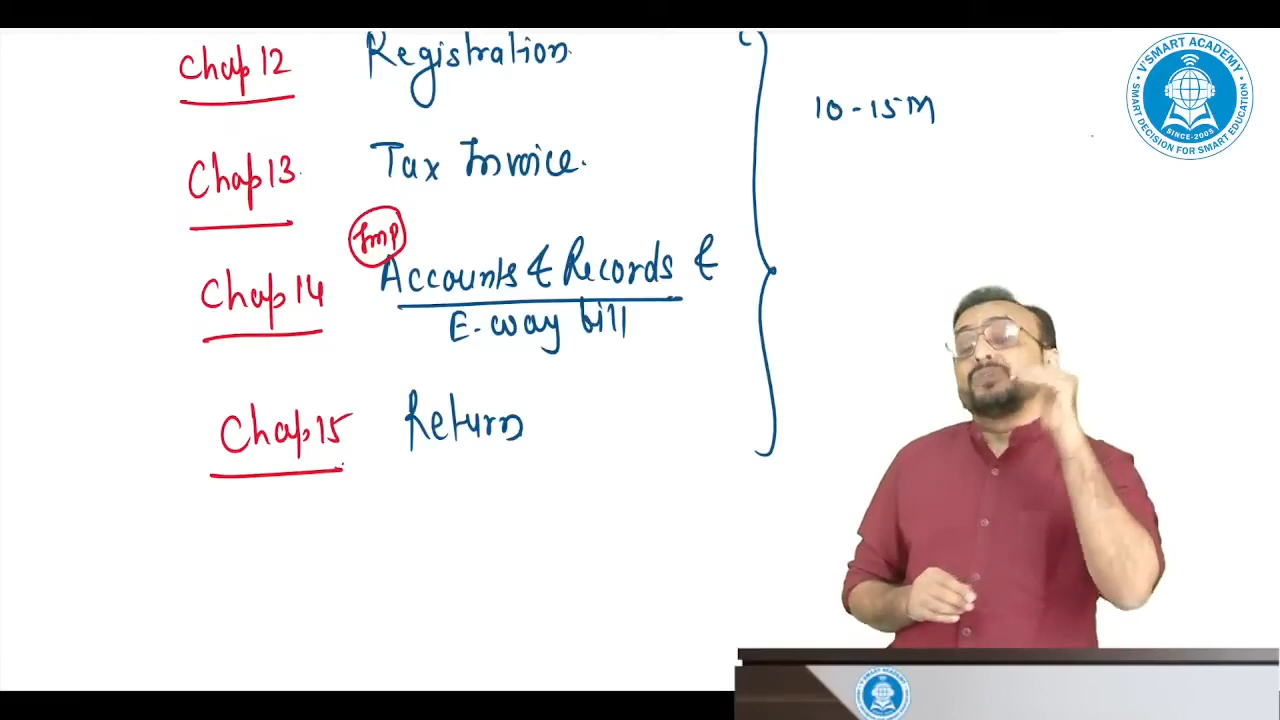 Chap 12 Registration
10-15M
Chap 13 Tax Invoice.
Imp
Chap 14 Accounts & Records &
E-way bill
Chap 15 Return
V'SMART ACADEMY
SMART DECISION FOR SMART EDUCATION
SINCE-2005